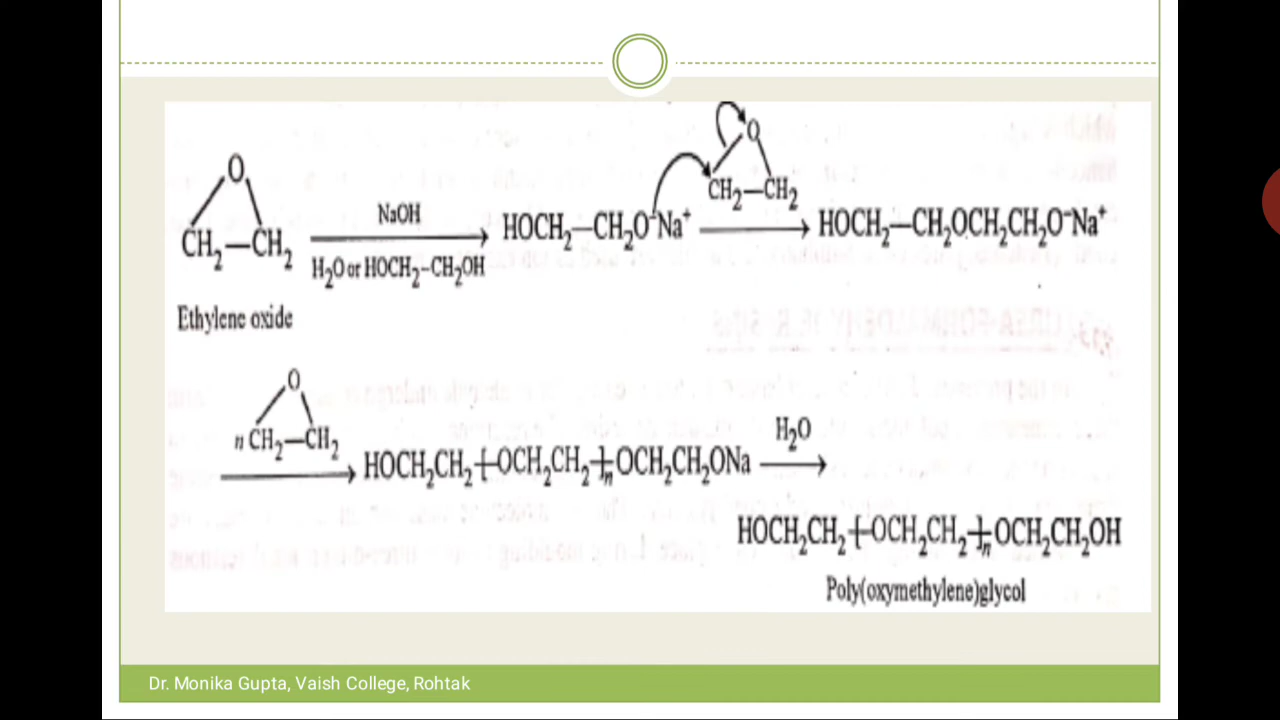 O
CH₂—CH₂
NaOH
H₂O or HOCH₂–CH₂OH
HOCH₂—CH₂O⁻Na⁺
O
CH₂—CH₂
HOCH₂—CH₂OCH₂CH₂O⁻Na⁺
Ethylene oxide
O
n CH₂—CH₂
HOCH₂CH₂+OCH₂CH₂+ₙOCH₂CH₂ONa
H₂O
HOCH₂CH₂+OCH₂CH₂+ₙOCH₂CH₂OH
Poly(oxymethylene)glycol
Dr. Monika Gupta, Vaish College, Rohtak